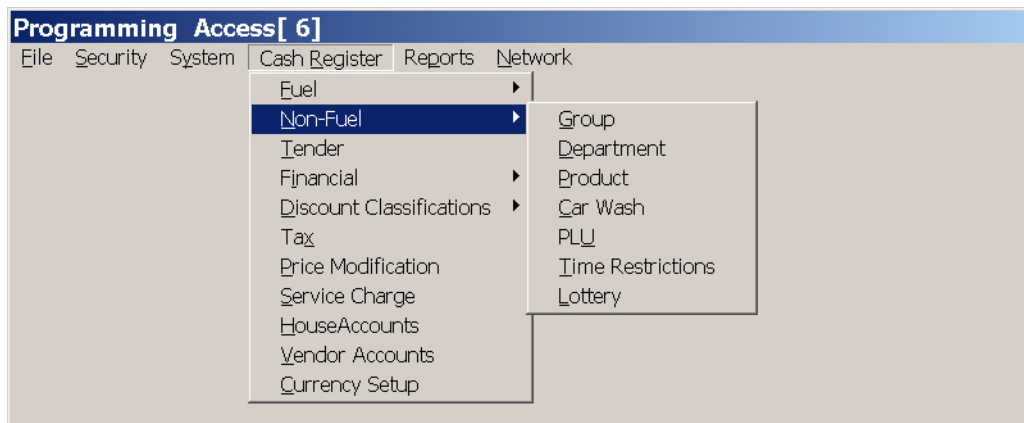 Programming Access[ 6]
File Security System Cash Register Reports Network
Fuel
Non-Fuel
Tender
Financial
Discount Classifications
Tax
Price Modification
Service Charge
HouseAccounts
Vendor Accounts
Currency Setup
Group
Department
Product
Car Wash
PLU
Time Restrictions
Lottery